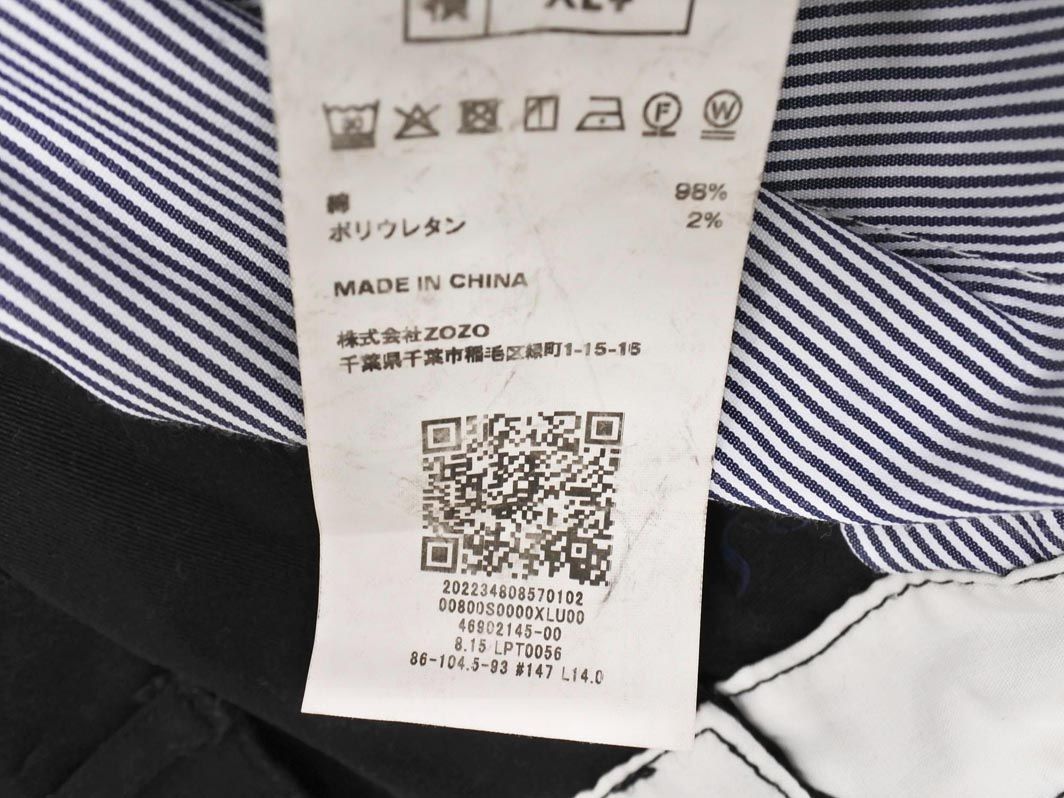 30
F W
綿 98%
ポリウレタン 2%
MADE IN CHINA
株式会社ZOZO
千葉県千葉市稲毛区緑町1-15-16
202234808570102
00800S0000XLU00
46902145-00
8.15 LPT0056
86-104.5-93 #147 L14.0